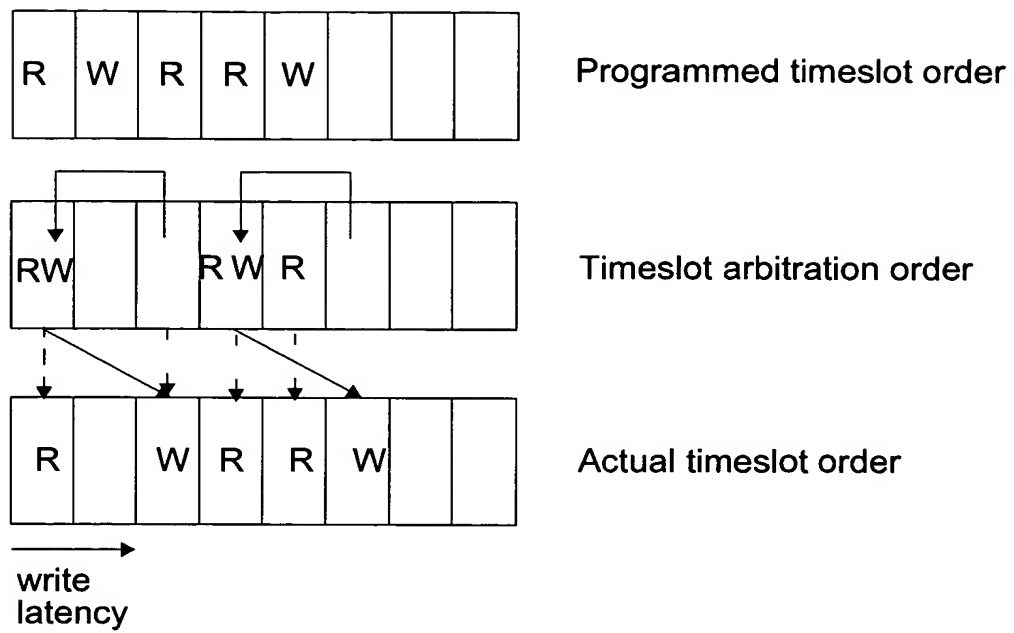 R W R R W Programmed timeslot order
RW R W R Timeslot arbitration order
R W R R W Actual timeslot order
write
latency